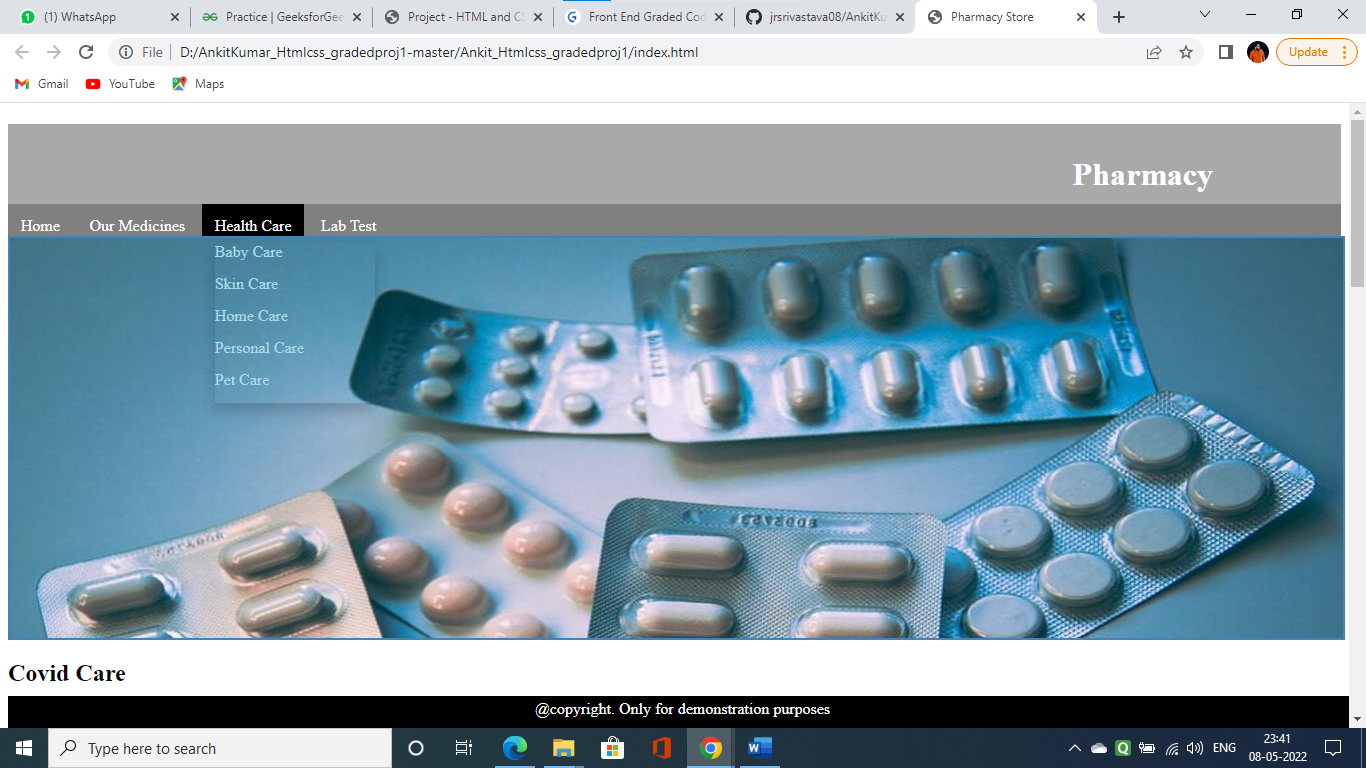 (1) WhatsApp
Practice | GeeksforGee
Project - HTML and CS
Front End Graded Cod
jrsrivastava08/AnkitKu
Pharmacy Store
File | D:/AnkitKumar_Htmlcss_gradedproj1-master/Ankit_Htmlcss_gradedproj1/index.html
Update
Gmail YouTube Maps
Pharmacy
Home Our Medicines Health Care Lab Test
Baby Care
Skin Care
Home Care
Personal Care
Pet Care
Covid Care
@copyright. Only for demonstration purposes
Type here to search
ENG
23:41
08-05-2022